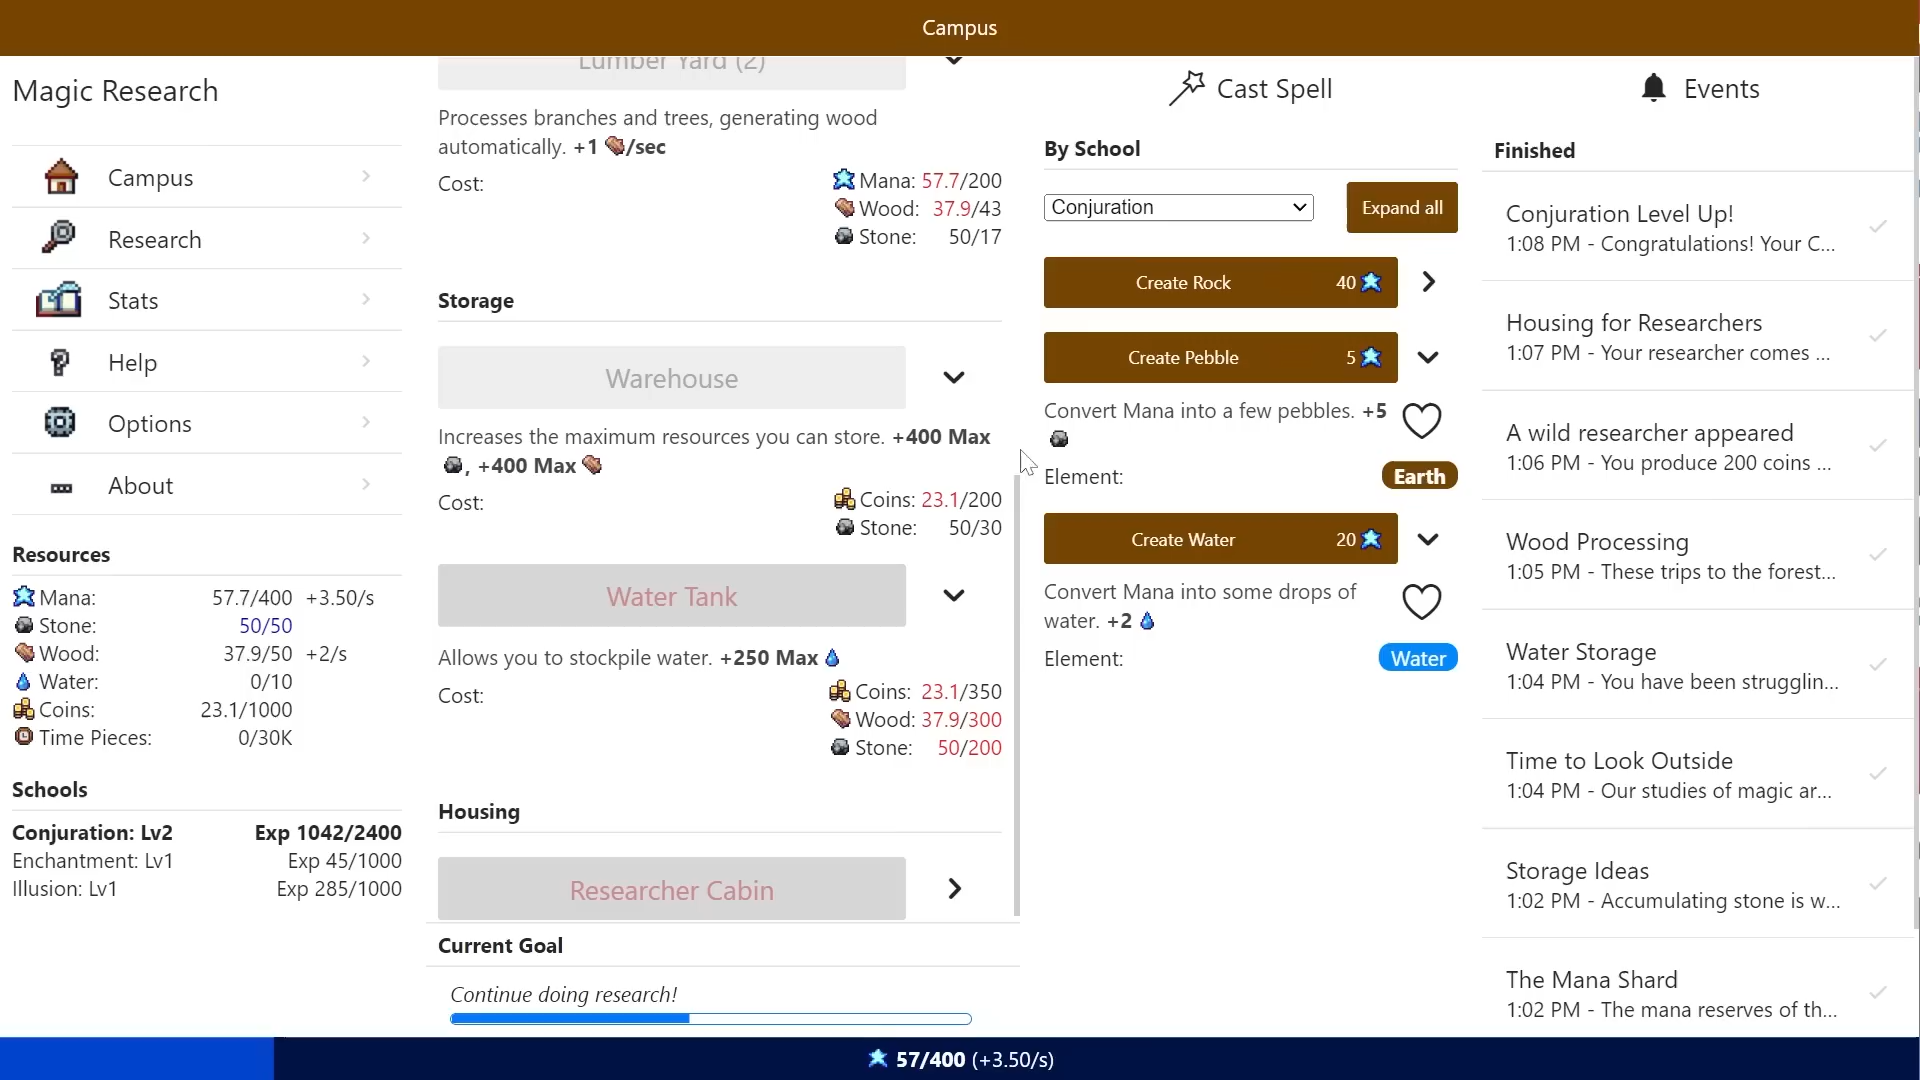 Campus
Magic Research
Campus
Research
Stats
Help
Options
About
Resources
Mana: 57.7/400 +3.50/s
Stone: 50/50
Wood: 37.9/50 +2/s
Water: 0/10
Coins: 23.1/1000
Time Pieces: 0/30K
Schools
Conjuration: Lv2 Exp 1042/2400
Enchantment: Lv1 Exp 45/1000
Illusion: Lv1 Exp 285/1000
Lumber Yard (2)
Processes branches and trees, generating wood
automatically. +1 /sec
Cost:
Mana: 57.7/200
Wood: 37.9/43
Stone: 50/17
Storage
Warehouse
Increases the maximum resources you can store. +400 Max
, +400 Max
Cost:
Coins: 23.1/200
Stone: 50/30
Water Tank
Allows you to stockpile water. +250 Max
Cost:
Coins: 23.1/350
Wood: 37.9/300
Stone: 50/200
Housing
Researcher Cabin
Current Goal
Continue doing research!
Cast Spell
By School
Conjuration
Expand all
Create Rock 40
Create Pebble 5
Convert Mana into a few pebbles. +5
Element: Earth
Create Water 20
Convert Mana into some drops of
water. +2
Element: Water
Events
Finished
Conjuration Level Up!
1:08 PM - Congratulations! Your C...
Housing for Researchers
1:07 PM - Your researcher comes ...
A wild researcher appeared
1:06 PM - You produce 200 coins ...
Wood Processing
1:05 PM - These trips to the forest...
Water Storage
1:04 PM - You have been strugglin...
Time to Look Outside
1:04 PM - Our studies of magic ar...
Storage Ideas
1:02 PM - Accumulating stone is w...
The Mana Shard
1:02 PM - The mana reserves of th...
57/400 (+3.50/s)